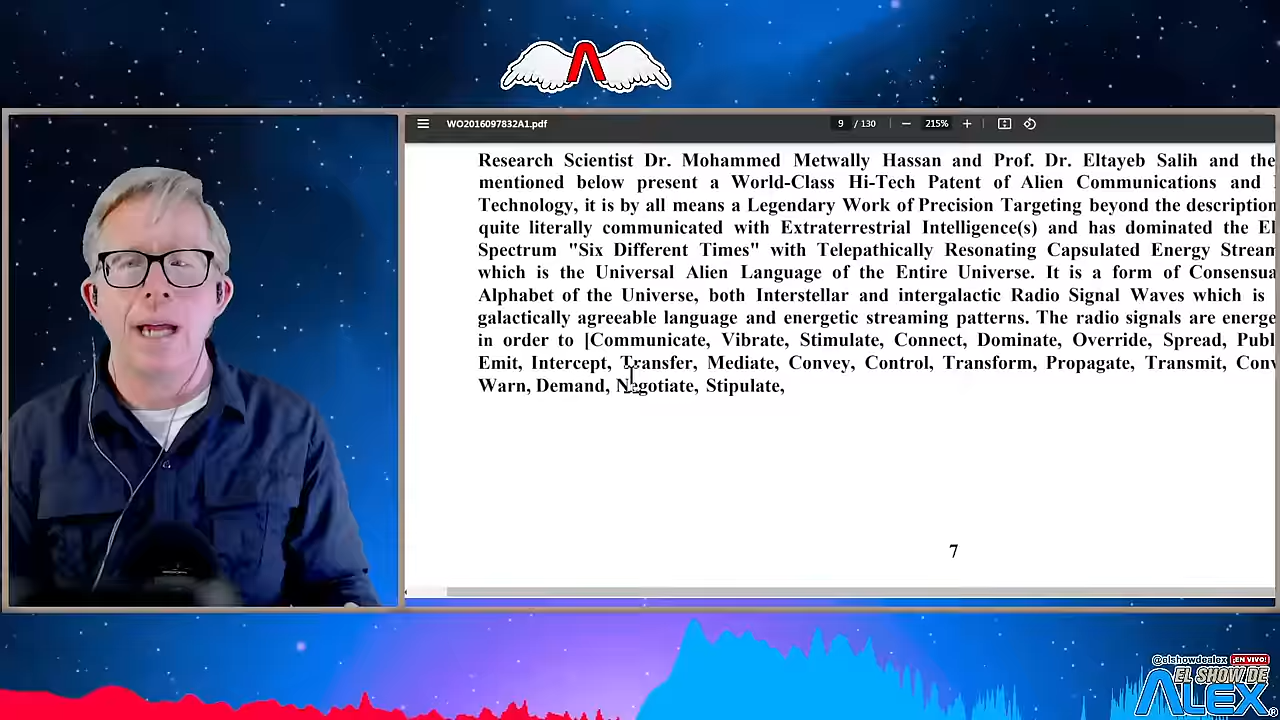 WO2016097832A1.pdf
9 / 130
215%
Research Scientist Dr. Mohammed Metwally Hassan and Prof. Dr. Eltayeb Salih and the
mentioned below present a World-Class Hi-Tech Patent of Alien Communications and
Technology, it is by all means a Legendary Work of Precision Targeting beyond the description
quite literally communicated with Extraterrestrial Intelligence(s) and has dominated the
Spectrum "Six Different Times" with Telepathically Resonating Capsulated Energy
which is the Universal Alien Language of the Entire Universe. It is a form of
Alphabet of the Universe, both Interstellar and intergalactic Radio Signal Waves which is
galactically agreeable language and energetic streaming patterns. The radio signals are
in order to [Communicate, Vibrate, Stimulate, Connect, Dominate, Override, Spread,
Emit, Intercept, Transfer, Mediate, Convey, Control, Transform, Propagate, Transmit,
Warn, Demand, Negotiate, Stipulate,
7
@elshowdealex ¡EN VIVO!
EL SHOW DE
ALEX